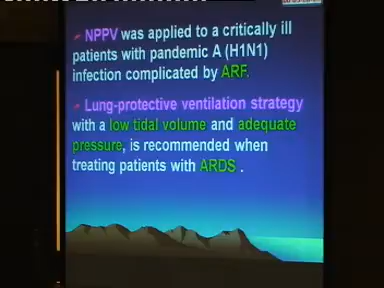 NPPV was applied to a critically ill
patients with pandemic A (H1N1)
infection complicated by ARF.
Lung-protective ventilation strategy
with a low tidal volume and adequate
pressure, is recommended when
treating patients with ARDS .